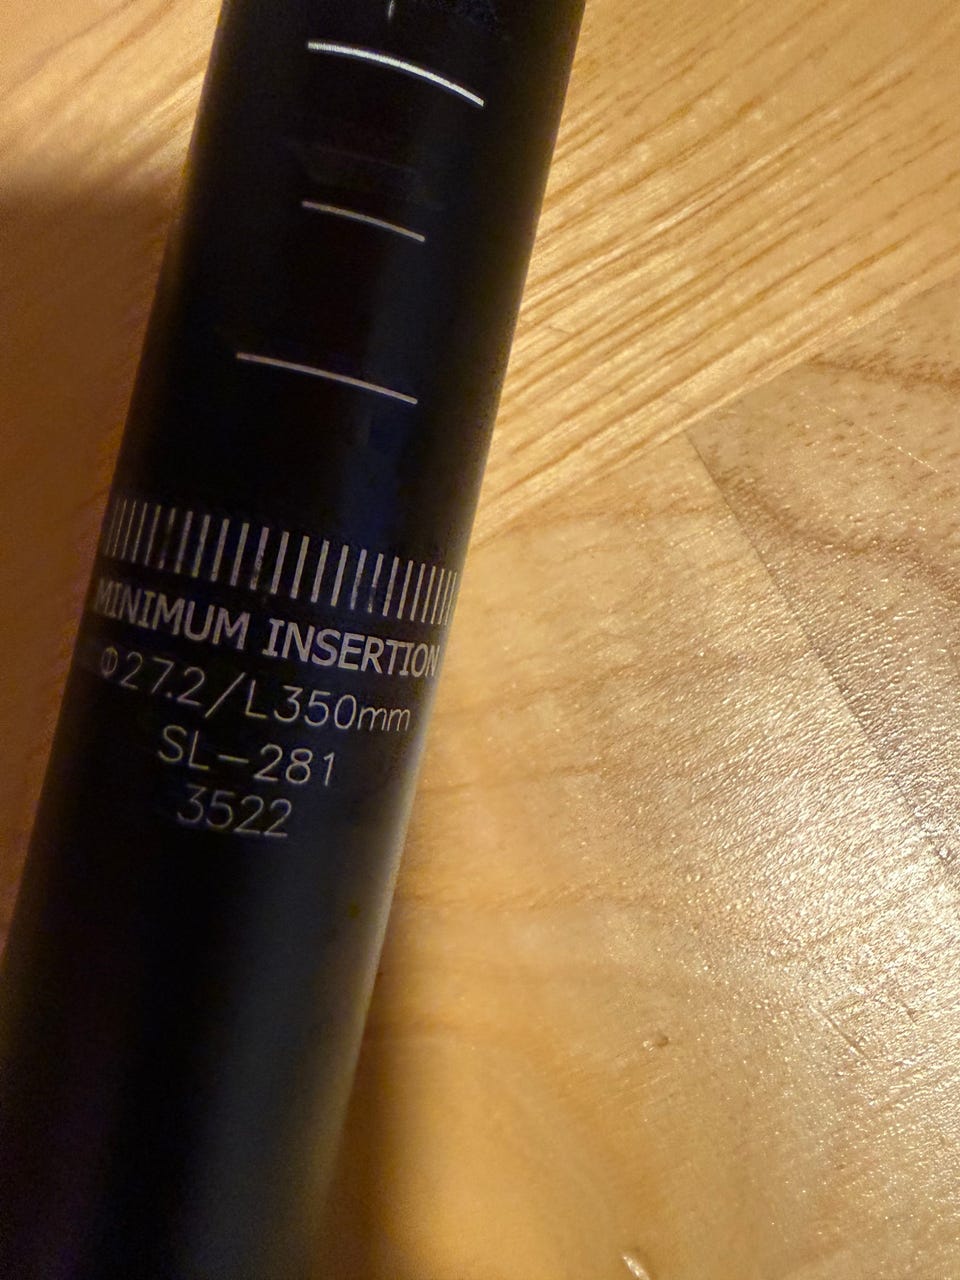 MINIMUM INSERTION
Φ27.2/L350mm
SL-281
3522